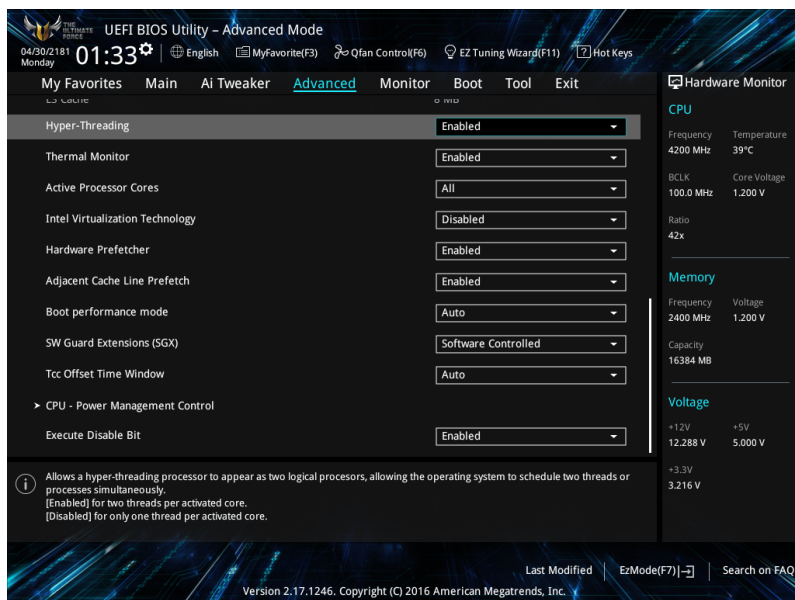 THE ULTIMATE FORCE
UEFI BIOS Utility – Advanced Mode
04/30/2181 Monday
01:33
English
MyFavorite(F3)
Qfan Control(F6)
EZ Tuning Wizard(F11)
? Hot Keys
My Favorites
Main
Ai Tweaker
Advanced
Monitor
Boot
Tool
Exit
L3 Cache 8 MB
Hyper-Threading Enabled
Thermal Monitor Enabled
Active Processor Cores All
Intel Virtualization Technology Disabled
Hardware Prefetcher Enabled
Adjacent Cache Line Prefetch Enabled
Boot performance mode Auto
SW Guard Extensions (SGX) Software Controlled
Tcc Offset Time Window Auto
CPU - Power Management Control
Execute Disable Bit Enabled
Allows a hyper-threading processor to appear as two logical procesors, allowing the operating system to schedule two threads or
processes simultaneously.
[Enabled] for two threads per activated core.
[Disabled] for only one thread per activated core.
Hardware Monitor
CPU
Frequency Temperature
4200 MHz 39°C
BCLK Core Voltage
100.0 MHz 1.200 V
Ratio
42x
Memory
Frequency Voltage
2400 MHz 1.200 V
Capacity
16384 MB
Voltage
+12V +5V
12.288 V 5.000 V
+3.3V
3.216 V
Last Modified
EzMode(F7)
Search on FAQ
Version 2.17.1246. Copyright (C) 2016 American Megatrends, Inc.